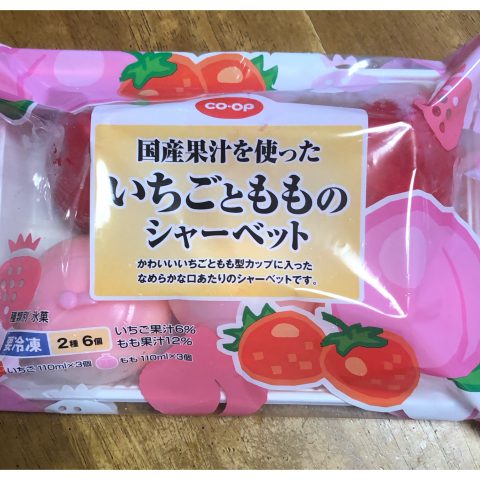 CO-OP
国産果汁を使った
いちごとももの
シャーベット
かわいいいちごともも型カップに入った
なめらかな口あたりのシャーベットです。
種類別 氷菓
要冷凍
2種6個
いちご果汁6%
もも果汁12%
いちご110ml×3個
もも110ml×3個